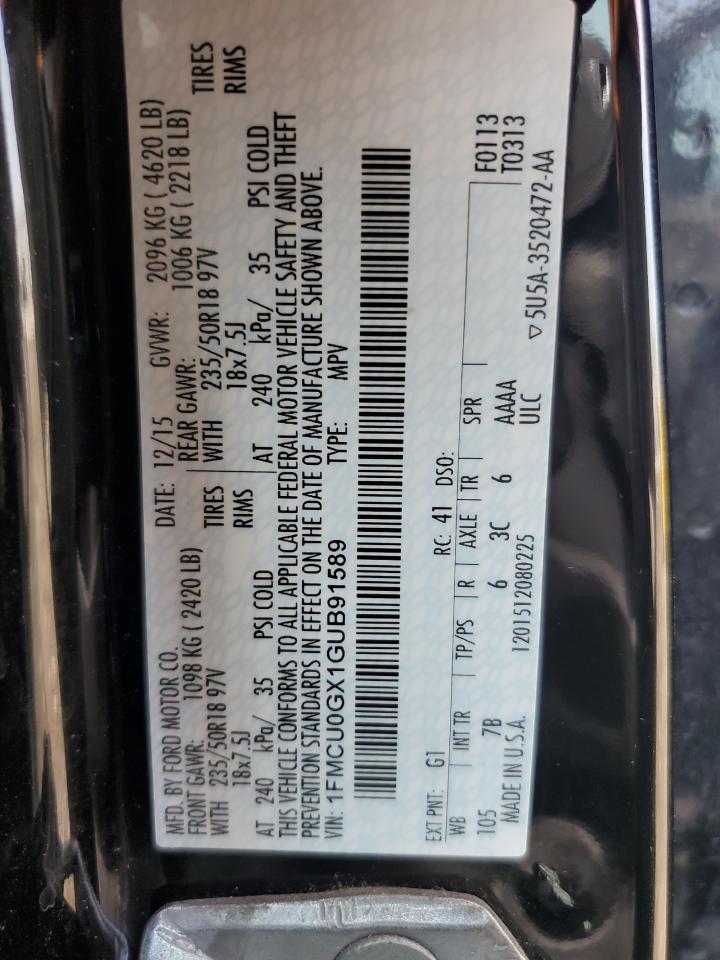 MFD. BY FORD MOTOR CO. DATE: 12/15 GVWR: 2096 KG ( 4620 LB)
FRONT GAWR: 1098 KG ( 2420 LB) REAR GAWR: 1006 KG ( 2218 LB)
WITH 235/50R18 97V TIRES WITH 235/50R18 97V TIRES
18x7.5J RIMS 18x7.5J RIMS
AT 240 kPa/ 35 PSI COLD AT 240 kPa/ 35 PSI COLD
THIS VEHICLE CONFORMS TO ALL APPLICABLE FEDERAL MOTOR VEHICLE SAFETY AND THEFT
PREVENTION STANDARDS IN EFFECT ON THE DATE OF MANUFACTURE SHOWN ABOVE.
VIN: 1FMCU0GX1GUB91589 TYPE: MPV
EXT PNT: G1 RC: 41 DSO: F0113
WB INT TR TP/PS R AXLE TR SPR T0313
105 7B 6 3C 6 AAAA
MADE IN U.S.A. 1201512080225 ULC ▽5U5A-3520472-AA